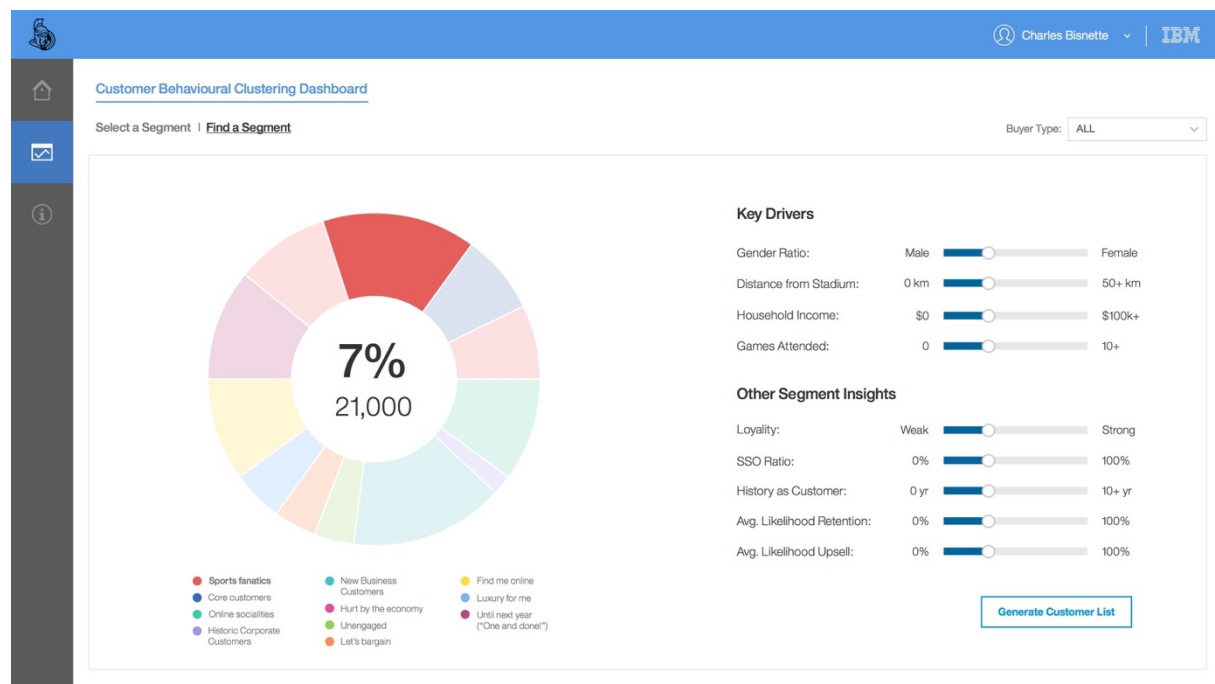 Charles Bisnette
IBM
Customer Behavioural Clustering Dashboard
Select a Segment | Find a Segment
Buyer Type: ALL
7%
21,000
Sports fanatics
Core customers
Online socialities
Historic Corporate
Customers
New Business
Customers
Hurt by the economy
Unengaged
Let's bargain
Find me online
Luxury for me
Until next year
("One and done!")
Key Drivers
Gender Ratio: Male Female
Distance from Stadium: 0 km 50+ km
Household Income: $0 $100k+
Games Attended: 0 10+
Other Segment Insights
Loyality: Weak Strong
SSO Ratio: 0% 100%
History as Customer: 0 yr 10+ yr
Avg. Likelihood Retention: 0% 100%
Avg. Likelihood Upsell: 0% 100%
Generate Customer List